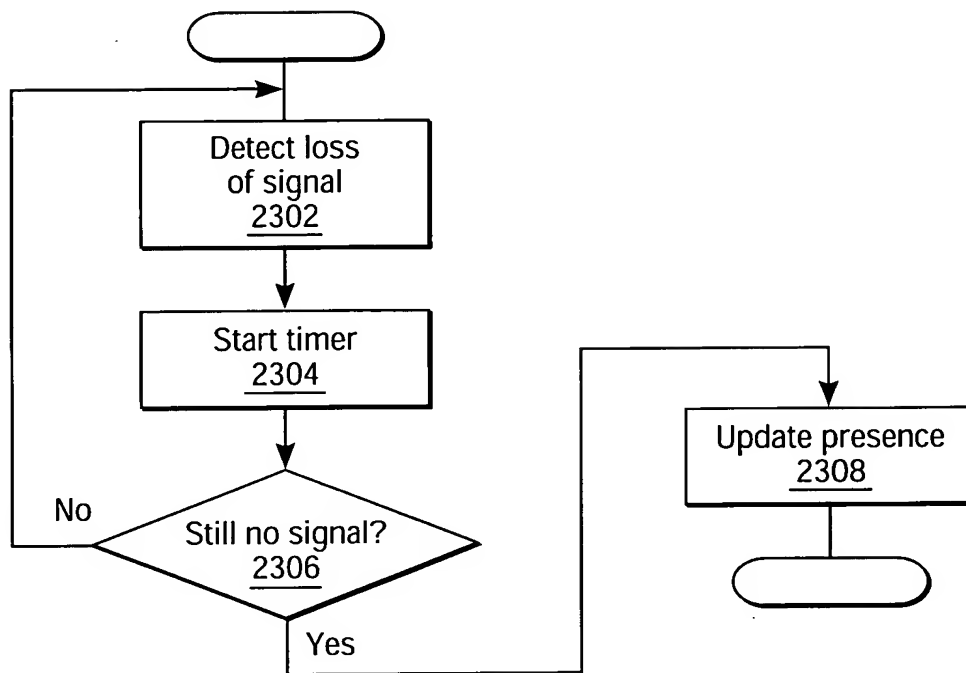 Detect loss
of signal
2302
Start timer
2304
Still no signal?
2306
No
Yes
Update presence
2308